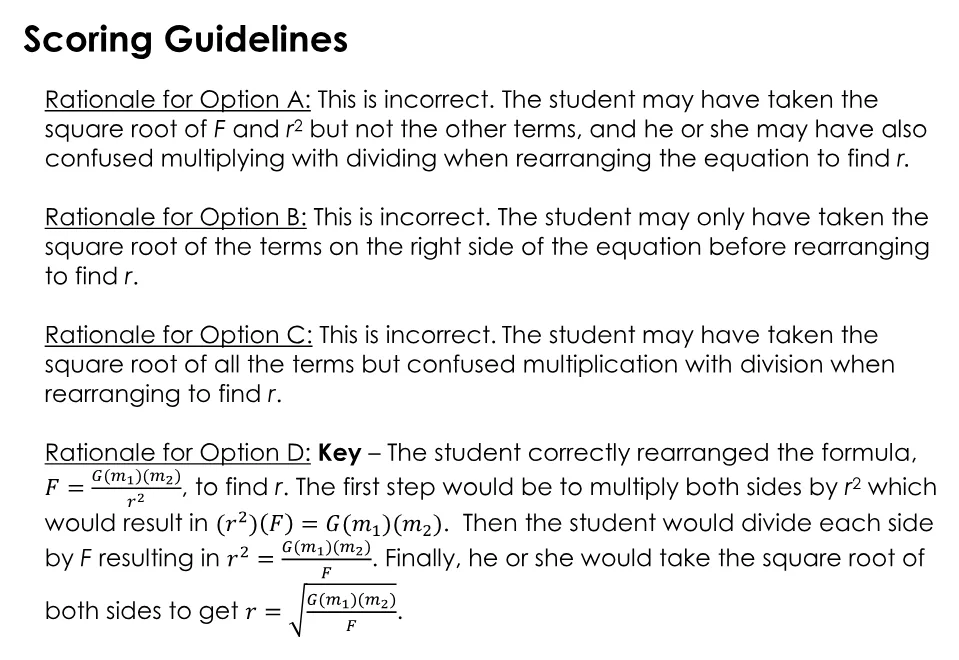 Scoring Guidelines
Rationale for Option A: This is incorrect. The student may have taken the
square root of F and r² but not the other terms, and he or she may have also
confused multiplying with dividing when rearranging the equation to find r.
Rationale for Option B: This is incorrect. The student may only have taken the
square root of the terms on the right side of the equation before rearranging
to find r.
Rationale for Option C: This is incorrect. The student may have taken the
square root of all the terms but confused multiplication with division when
rearranging to find r.
Rationale for Option D: Key – The student correctly rearranged the formula,
F = G(m₁)(m₂)/r², to find r. The first step would be to multiply both sides by r² which
would result in (r²)(F) = G(m₁)(m₂). Then the student would divide each side
by F resulting in r² = G(m₁)(m₂)/F. Finally, he or she would take the square root of
both sides to get r = √(G(m₁)(m₂)/F).